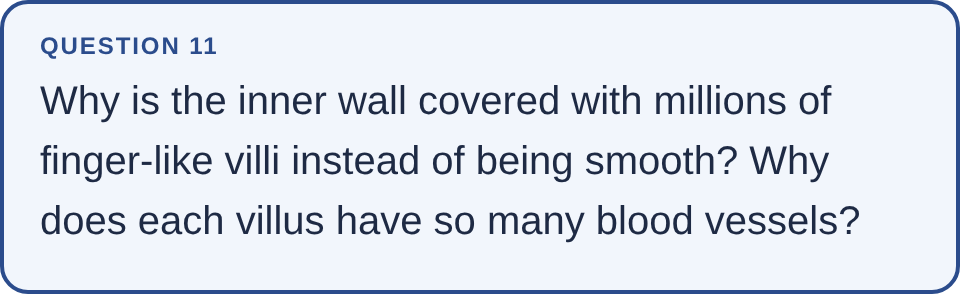 QUESTION 11
Why is the inner wall covered with millions of
finger-like villi instead of being smooth? Why
does each villus have so many blood vessels?